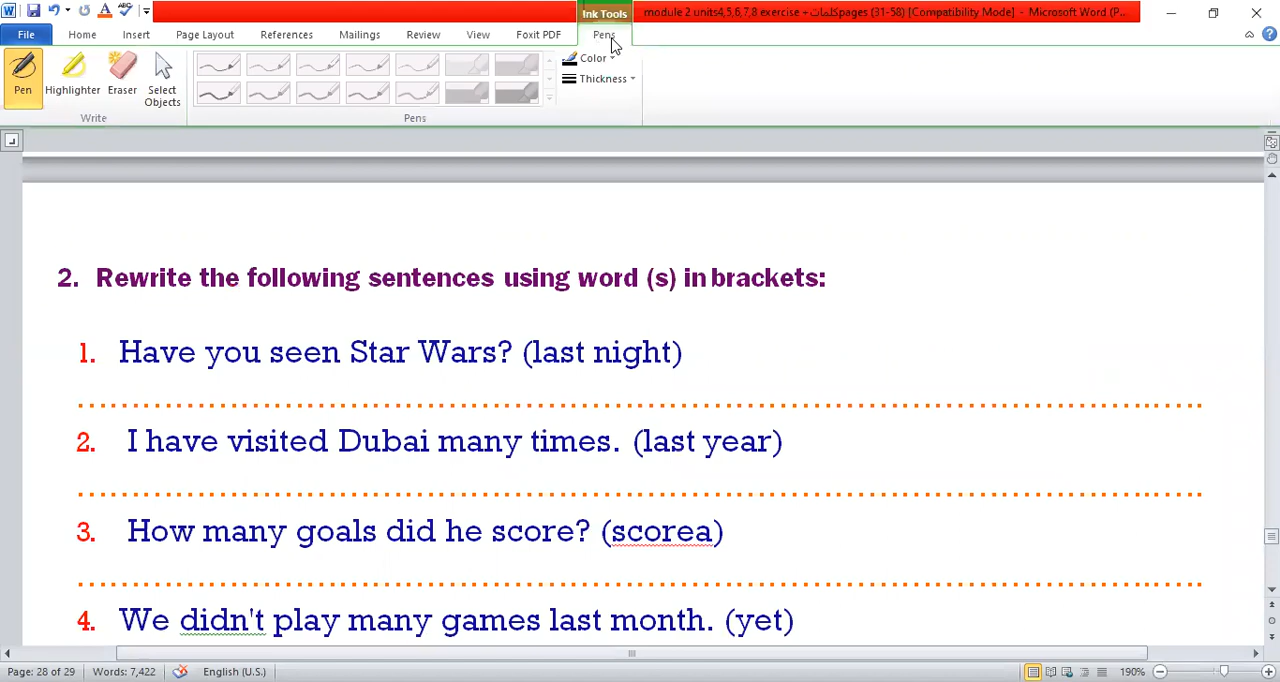 Ink Tools
module 2 units4,5,6,7,8 exercise +كلمات pages (31-58) [Compatibility Mode] - Microsoft Word (P...
File Home Insert Page Layout References Mailings Review View Foxit PDF Pens
Pen Highlighter Eraser Select Objects
Color
Thickness
Write Pens
2. Rewrite the following sentences using word (s) in brackets:
1. Have you seen Star Wars? (last night)
2. I have visited Dubai many times. (last year)
3. How many goals did he score? (scorea)
4. We didn't play many games last month. (yet)
Page: 28 of 29 Words: 7,422 English (U.S.) 190%